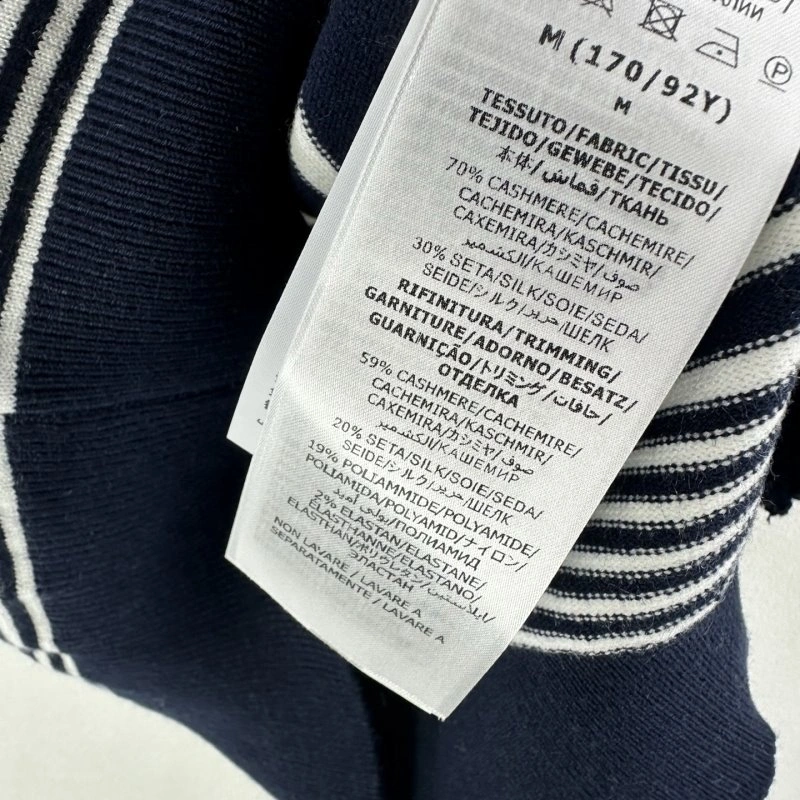 M (170/92Y)
M
TESSUTO/FABRIC/TISSU/
TEJIDO/GEWEBE/TECIDO/
本体/قماش/ТКАНЬ
70% CASHMERE/CACHEMIRE/
CACHEMIRA/KASCHMIR/
CAXEMIRA/カシミヤ/صوف
الكشمير/КАШЕМИР
30% SETA/SILK/SOIE/SEDA/
SEIDE/シルク/حرير/ШЕЛК
RIFINITURA/TRIMMING/
GARNITURE/ADORNO/BESATZ/
GUARNIÇÃO/トリミング/حافات/
ОТДЕЛКА
59% CASHMERE/CACHEMIRE/
CACHEMIRA/KASCHMIR/
CAXEMIRA/カシミヤ/صوف
الكشمير/КАШЕМИР
20% SETA/SILK/SOIE/SEDA/
SEIDE/シルク/حرير/ШЕЛК
19% POLIAMMIDE/POLYAMIDE/
POLIAMIDA/POLYAMID/ナイロン/
بولي أميد/ПОЛИАМИД
2% ELASTAN/ELASTANE/
ELASTHANNE/ELASTANO/
ELASTHAN/ポリウレタン/إيلاستين/
ЭЛАСТАН
NON LAVARE / LAVARE A
SEPARATAMENTE / LAVARE A